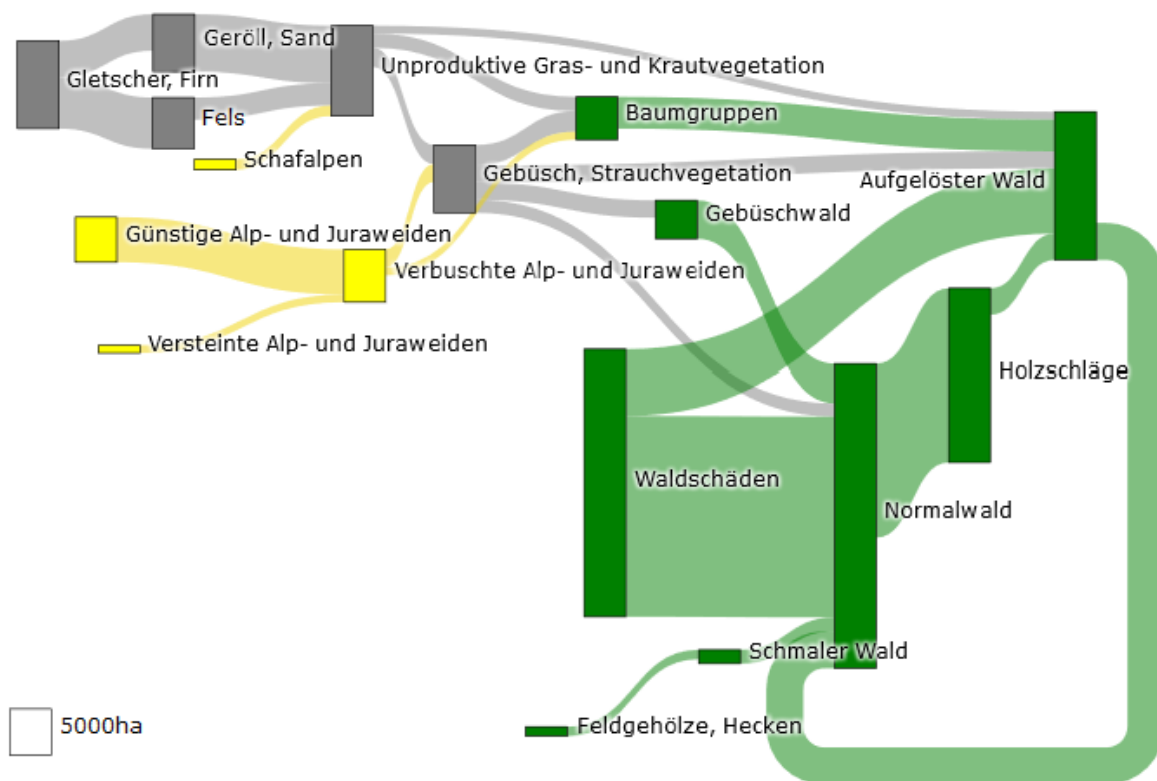 Geröll, Sand
Unproduktive Gras- und Krautvegetation
Gletscher, Firn
Fels
Baumgruppen
Schafalpen
Gebüsch, Strauchvegetation
Aufgelöster Wald
Gebüschwald
Günstige Alp- und Juraweiden
Verbuschte Alp- und Juraweiden
Versteinte Alp- und Juraweiden
Holzschläge
Waldschäden
Normalwald
Schmaler Wald
Feldgehölze, Hecken
5000ha